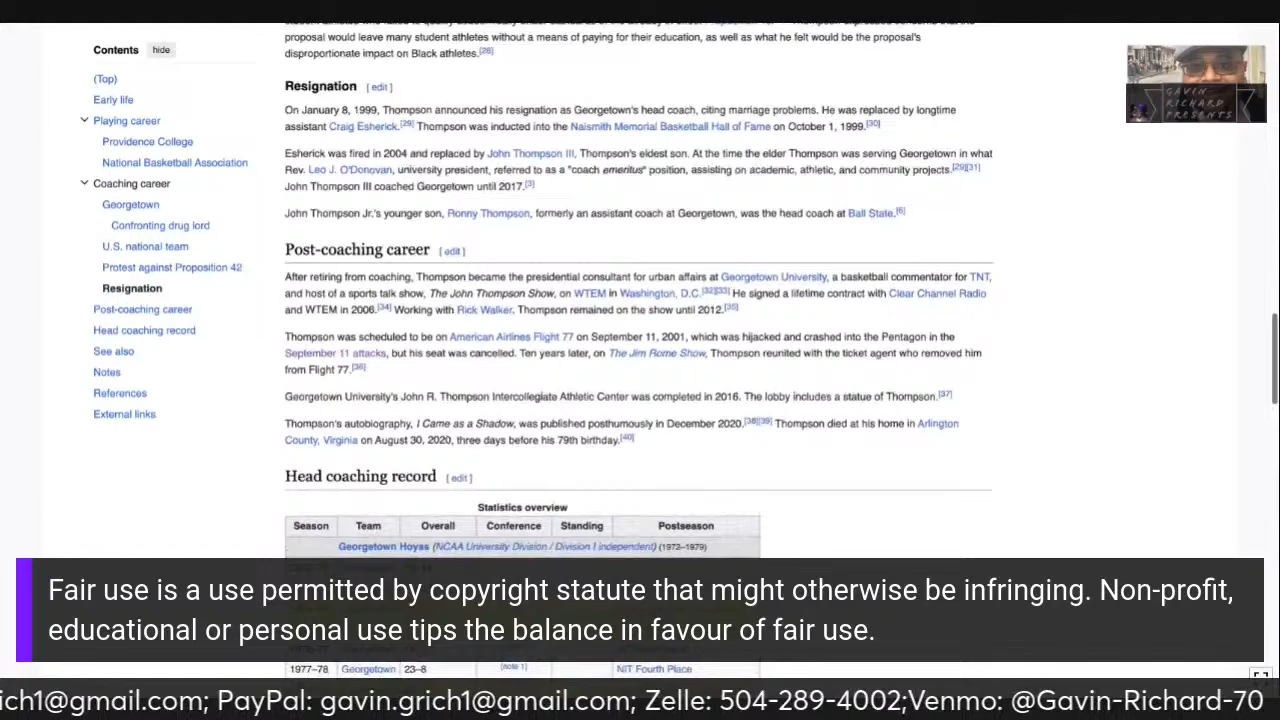 proposal would leave many student athletes without a means of paying for their education, as well as what he felt would be the proposal's
disproportionate impact on Black athletes.[28]
Contents hide
(Top)
Early life
Playing career
Providence College
National Basketball Association
Coaching career
Georgetown
Confronting drug lord
U.S. national team
Protest against Proposition 42
Resignation
Post-coaching career
Head coaching record
See also
Notes
References
External links
Resignation [ edit ]
On January 8, 1999, Thompson announced his resignation as Georgetown's head coach, citing marriage problems. He was replaced by longtime
assistant Craig Esherick.[29] Thompson was inducted into the Naismith Memorial Basketball Hall of Fame on October 1, 1999.[30]
Esherick was fired in 2004 and replaced by John Thompson III, Thompson's eldest son. At the time the elder Thompson was serving Georgetown in what
Rev. Leo J. O'Donovan, university president, referred to as a "coach emeritus" position, assisting on academic, athletic, and community projects.[29][31]
John Thompson III coached Georgetown until 2017.[3]
John Thompson Jr.'s younger son, Ronny Thompson, formerly an assistant coach at Georgetown, was the head coach at Ball State.[6]
Post-coaching career [ edit ]
After retiring from coaching, Thompson became the presidential consultant for urban affairs at Georgetown University, a basketball commentator for TNT,
and host of a sports talk show, The John Thompson Show, on WTEM in Washington, D.C.[32][33] He signed a lifetime contract with Clear Channel Radio
and WTEM in 2006.[34] Working with Rick Walker. Thompson remained on the show until 2012.[35]
Thompson was scheduled to be on American Airlines Flight 77 on September 11, 2001, which was hijacked and crashed into the Pentagon in the
September 11 attacks, but his seat was cancelled. Ten years later, on The Jim Rome Show, Thompson reunited with the ticket agent who removed him
from Flight 77.[36]
Georgetown University's John R. Thompson Intercollegiate Athletic Center was completed in 2016. The lobby includes a statue of Thompson.[37]
Thompson's autobiography, I Came as a Shadow, was published posthumously in December 2020.[38][39] Thompson died at his home in Arlington
County, Virginia on August 30, 2020, three days before his 79th birthday.[40]
Head coaching record [ edit ]
Statistics overview
Season Team Overall Conference Standing Postseason
Georgetown Hoyas (NCAA University Division / Division I independent) (1972–1979)
1977–78 Georgetown 23–8 [note 1] NIT Fourth Place
GAVIN
RICHARD
PRESENTS
Fair use is a use permitted by copyright statute that might otherwise be infringing. Non-profit,
educational or personal use tips the balance in favour of fair use.
ich1@gmail.com; PayPal: gavin.grich1@gmail.com; Zelle: 504-289-4002;Venmo: @Gavin-Richard-70